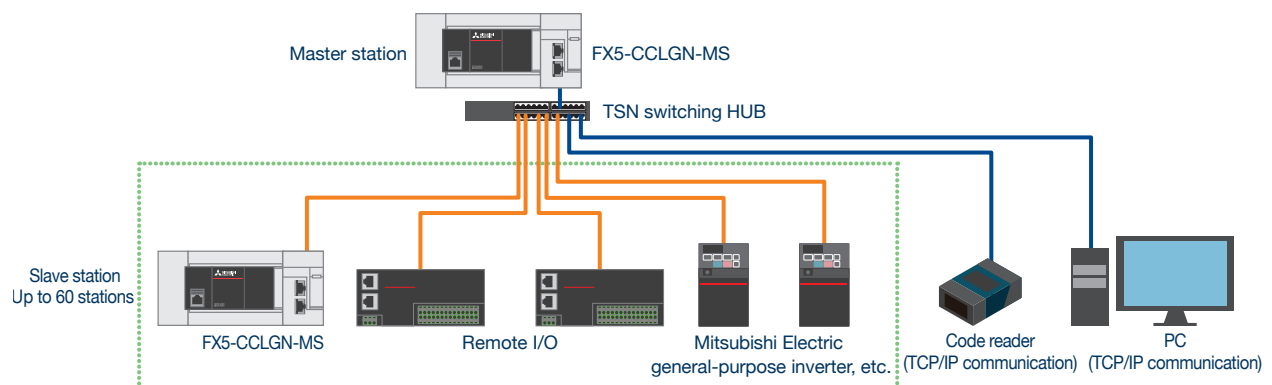 Master station
FX5-CCLGN-MS
TSN switching HUB
Slave station
Up to 60 stations
FX5-CCLGN-MS
Remote I/O
Mitsubishi Electric
general-purpose inverter, etc.
Code reader
(TCP/IP communication)
PC
(TCP/IP communication)